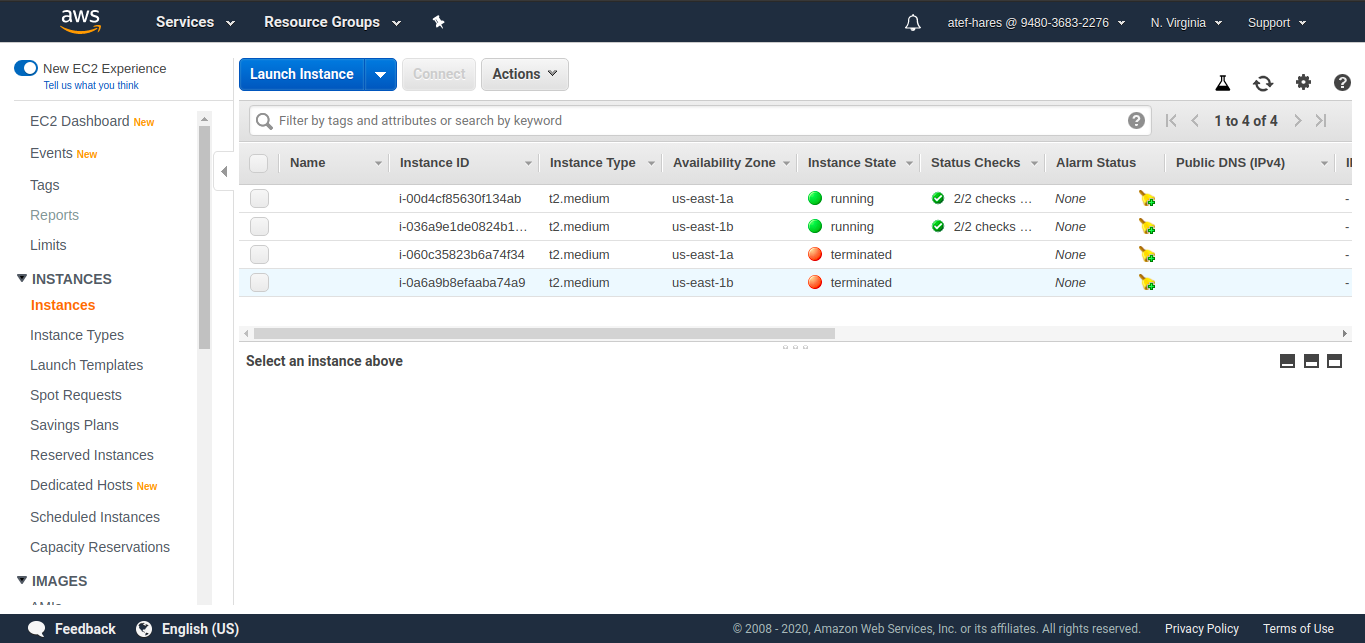 aws Services Resource Groups atef-hares @ 9480-3683-2276 N. Virginia Support
New EC2 Experience
Tell us what you think
EC2 Dashboard New
Events New
Tags
Reports
Limits
INSTANCES
Instances
Instance Types
Launch Templates
Spot Requests
Savings Plans
Reserved Instances
Dedicated Hosts New
Scheduled Instances
Capacity Reservations
IMAGES
Launch Instance Connect Actions
Filter by tags and attributes or search by keyword 1 to 4 of 4
Name Instance ID Instance Type Availability Zone Instance State Status Checks Alarm Status Public DNS (IPv4)
i-00d4cf85630f134ab t2.medium us-east-1a running 2/2 checks ... None -
i-036a9e1de0824b1... t2.medium us-east-1b running 2/2 checks ... None -
i-060c35823b6a74f34 t2.medium us-east-1a terminated None -
i-0a6a9b8efaaba74a9 t2.medium us-east-1b terminated None -
Select an instance above
Feedback English (US) © 2008 - 2020, Amazon Web Services, Inc. or its affiliates. All rights reserved. Privacy Policy Terms of Use